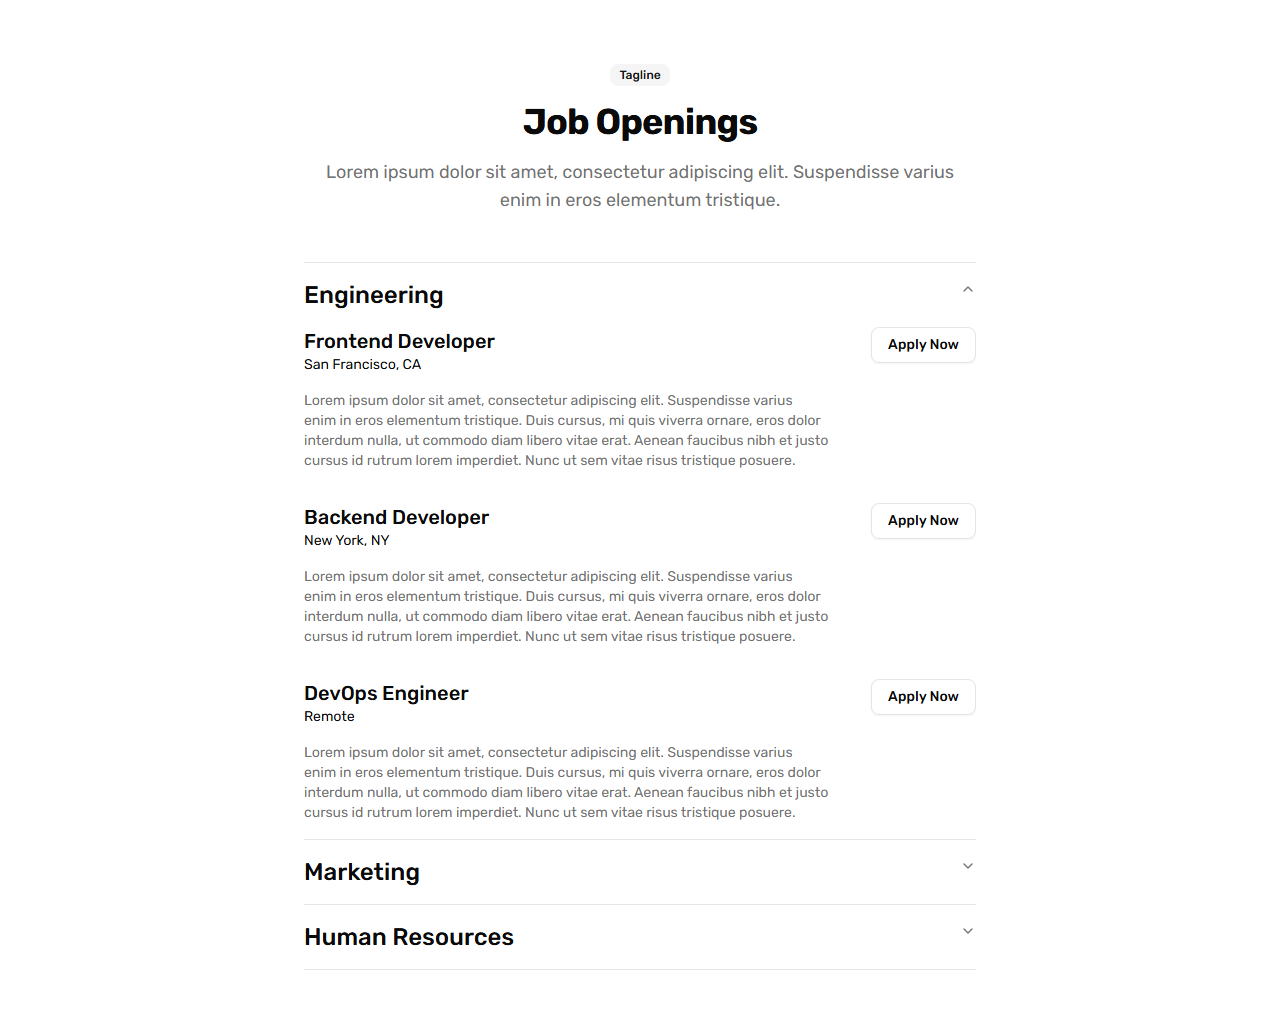 Tagline
Job Openings
Lorem ipsum dolor sit amet, consectetur adipiscing elit. Suspendisse varius
enim in eros elementum tristique.
Engineering
Frontend Developer
Apply Now
San Francisco, CA
Lorem ipsum dolor sit amet, consectetur adipiscing elit. Suspendisse varius
enim in eros elementum tristique. Duis cursus, mi quis viverra ornare, eros dolor
interdum nulla, ut commodo diam libero vitae erat. Aenean faucibus nibh et justo
cursus id rutrum lorem imperdiet. Nunc ut sem vitae risus tristique posuere.
Backend Developer
Apply Now
New York, NY
Lorem ipsum dolor sit amet, consectetur adipiscing elit. Suspendisse varius
enim in eros elementum tristique. Duis cursus, mi quis viverra ornare, eros dolor
interdum nulla, ut commodo diam libero vitae erat. Aenean faucibus nibh et justo
cursus id rutrum lorem imperdiet. Nunc ut sem vitae risus tristique posuere.
DevOps Engineer
Apply Now
Remote
Lorem ipsum dolor sit amet, consectetur adipiscing elit. Suspendisse varius
enim in eros elementum tristique. Duis cursus, mi quis viverra ornare, eros dolor
interdum nulla, ut commodo diam libero vitae erat. Aenean faucibus nibh et justo
cursus id rutrum lorem imperdiet. Nunc ut sem vitae risus tristique posuere.
Marketing
Human Resources